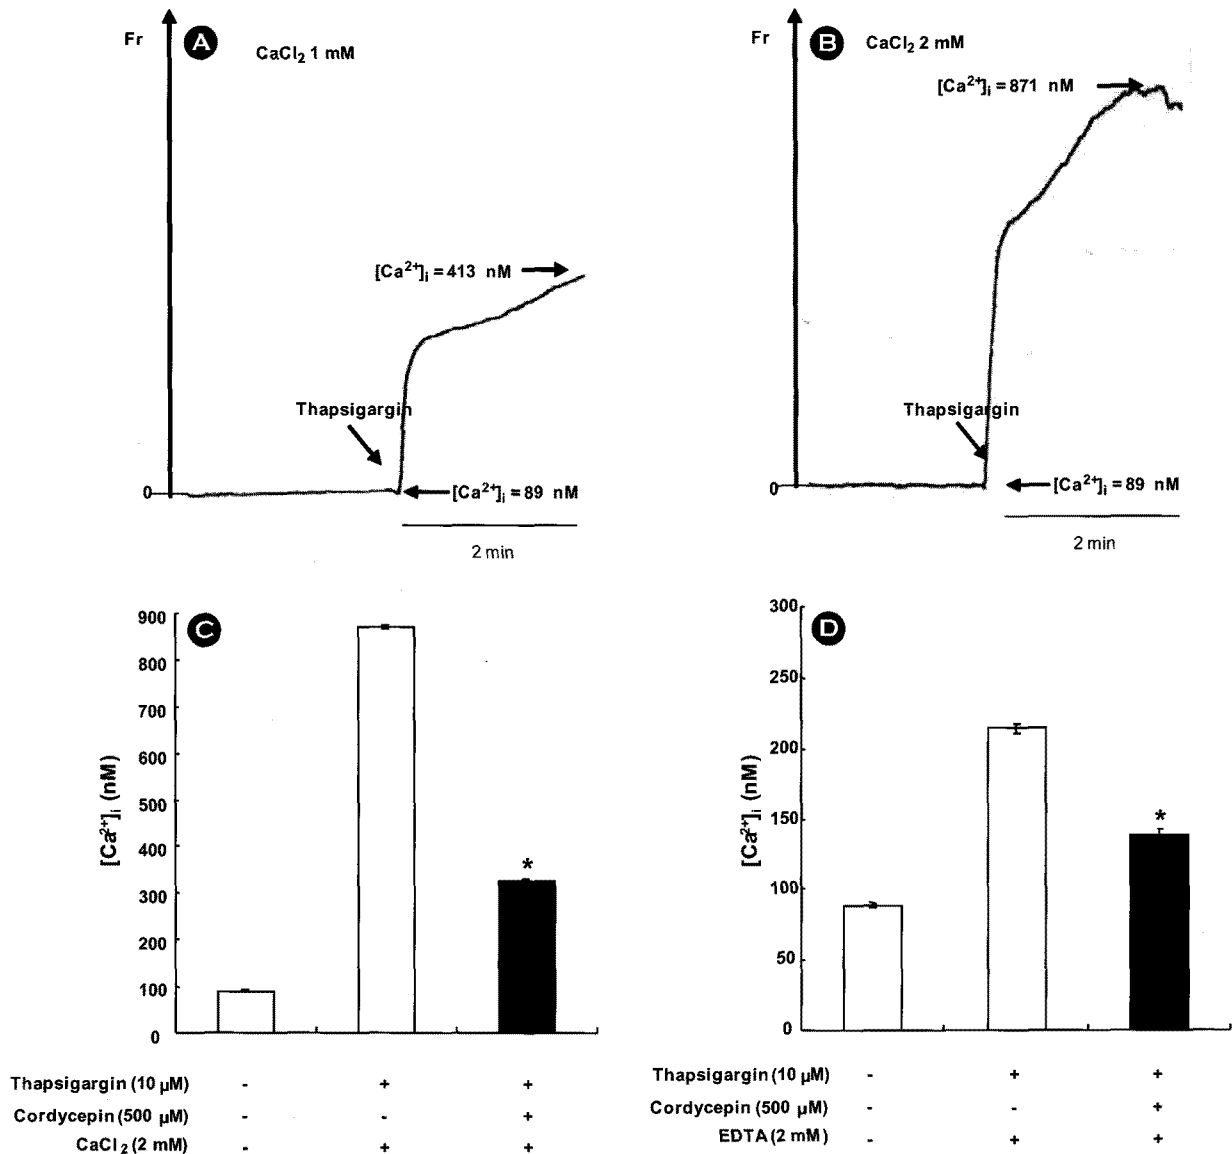 Fr
A
CaCl₂ 1 mM
[Ca²⁺]ᵢ = 413 nM
Thapsigargin
0
[Ca²⁺]ᵢ = 89 nM
2 min
Fr
B
CaCl₂ 2 mM
[Ca²⁺]ᵢ = 871 nM
Thapsigargin
0
[Ca²⁺]ᵢ = 89 nM
2 min
C
[Ca²⁺]ᵢ (nM)
900
800
700
600
500
400
300
200
100
0
*
Thapsigargin (10 µM) - + +
Cordycepin (500 µM) - - +
CaCl₂ (2 mM) - + +
D
[Ca²⁺]ᵢ (nM)
300
250
200
150
100
50
0
*
Thapsigargin (10 µM) - + +
Cordycepin (500 µM) - - +
EDTA (2 mM) - + +